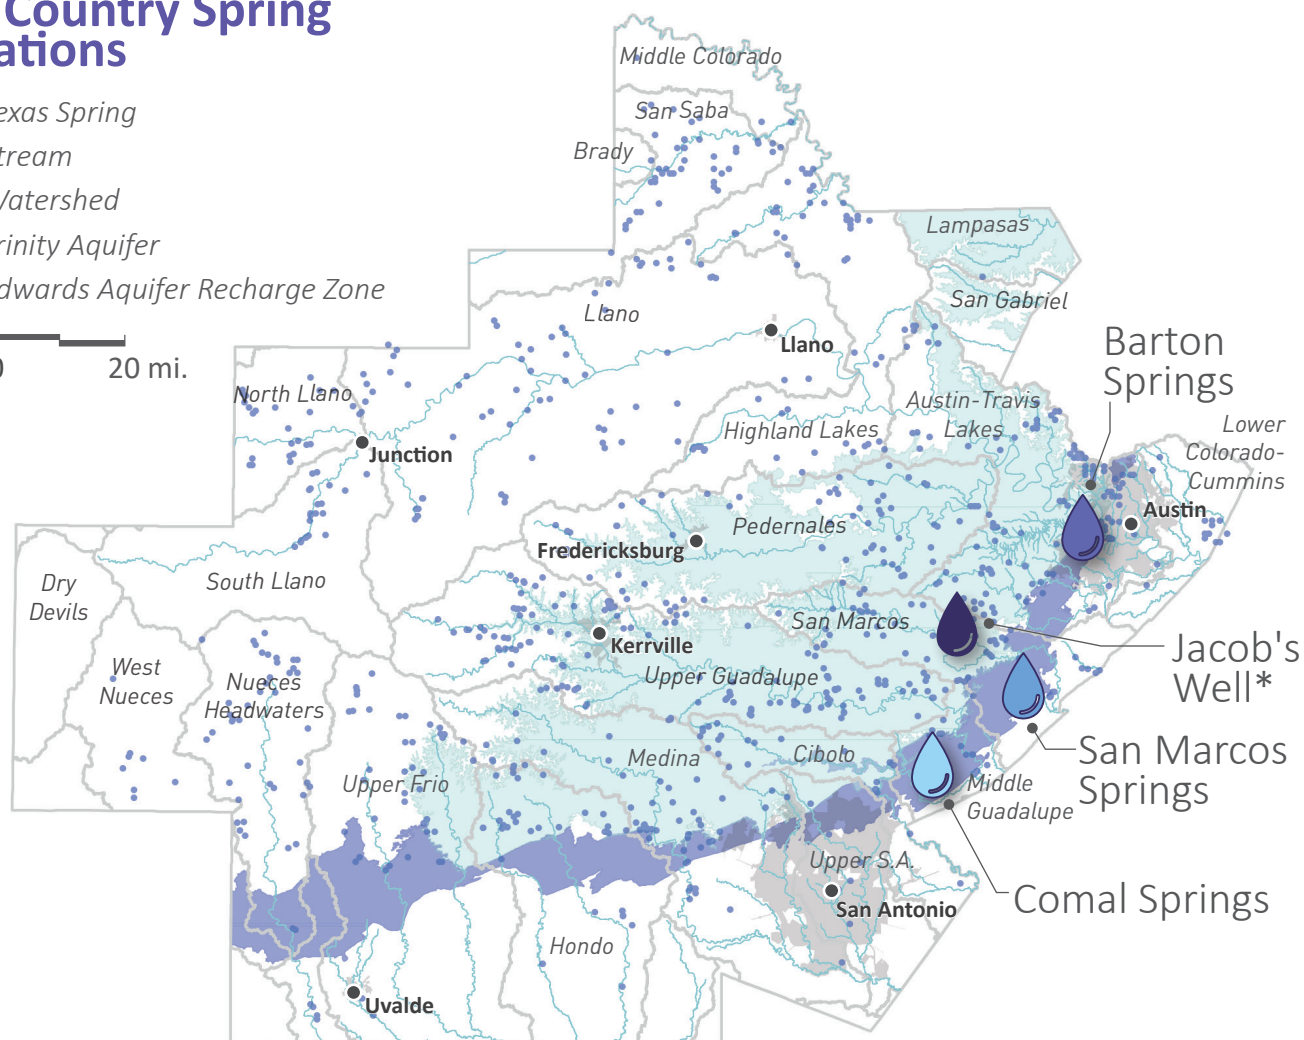 Country Spring
ations
exas Spring
tream
Watershed
rinity Aquifer
dwards Aquifer Recharge Zone
0
20 mi.
Middle Colorado
San Saba
Brady
Lampasas
San Gabriel
Llano
Llano
Barton
Springs
North Llano
Austin-Travis
Lakes
Highland Lakes
Lower
Colorado-
Cummins
Junction
Austin
Pedernales
Fredericksburg
Dry
Devils
South Llano
San Marcos
Kerrville
Jacob's
Well*
West
Nueces
Nueces
Headwaters
Upper Guadalupe
San Marcos
Springs
Medina
Cibolo
Upper Frio
Middle
Guadalupe
Upper S.A.
San Antonio
Comal Springs
Hondo
Uvalde